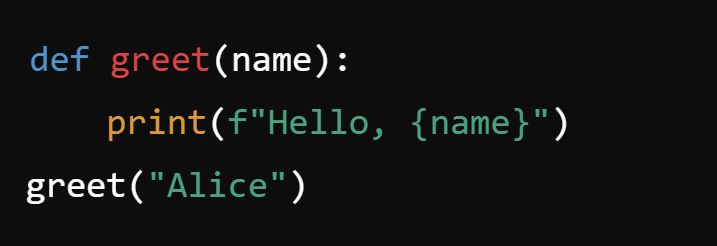 def greet(name):
    print(f"Hello, {name}")
greet("Alice")